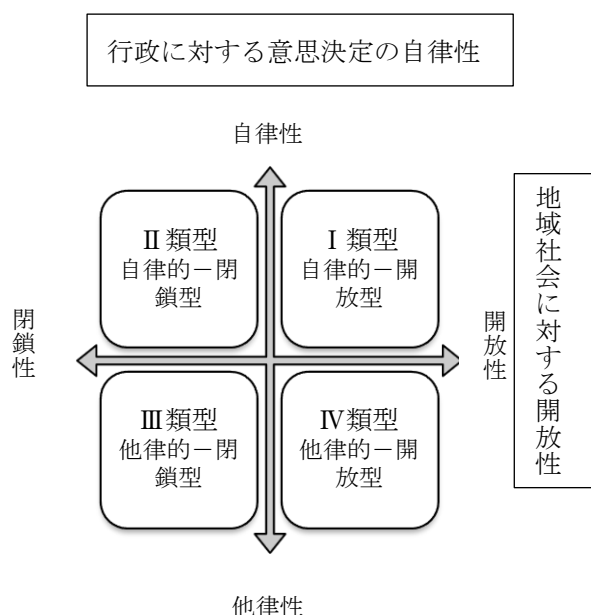 行政に対する意思決定の自律性
自律性
Ⅱ類型
自律的－閉
鎖型
Ⅰ類型
自律的－開
放型
閉鎖性
開放性
地域社会に対する開放性
Ⅲ類型
他律的－閉
鎖型
Ⅳ類型
他律的－開
放型
他律性